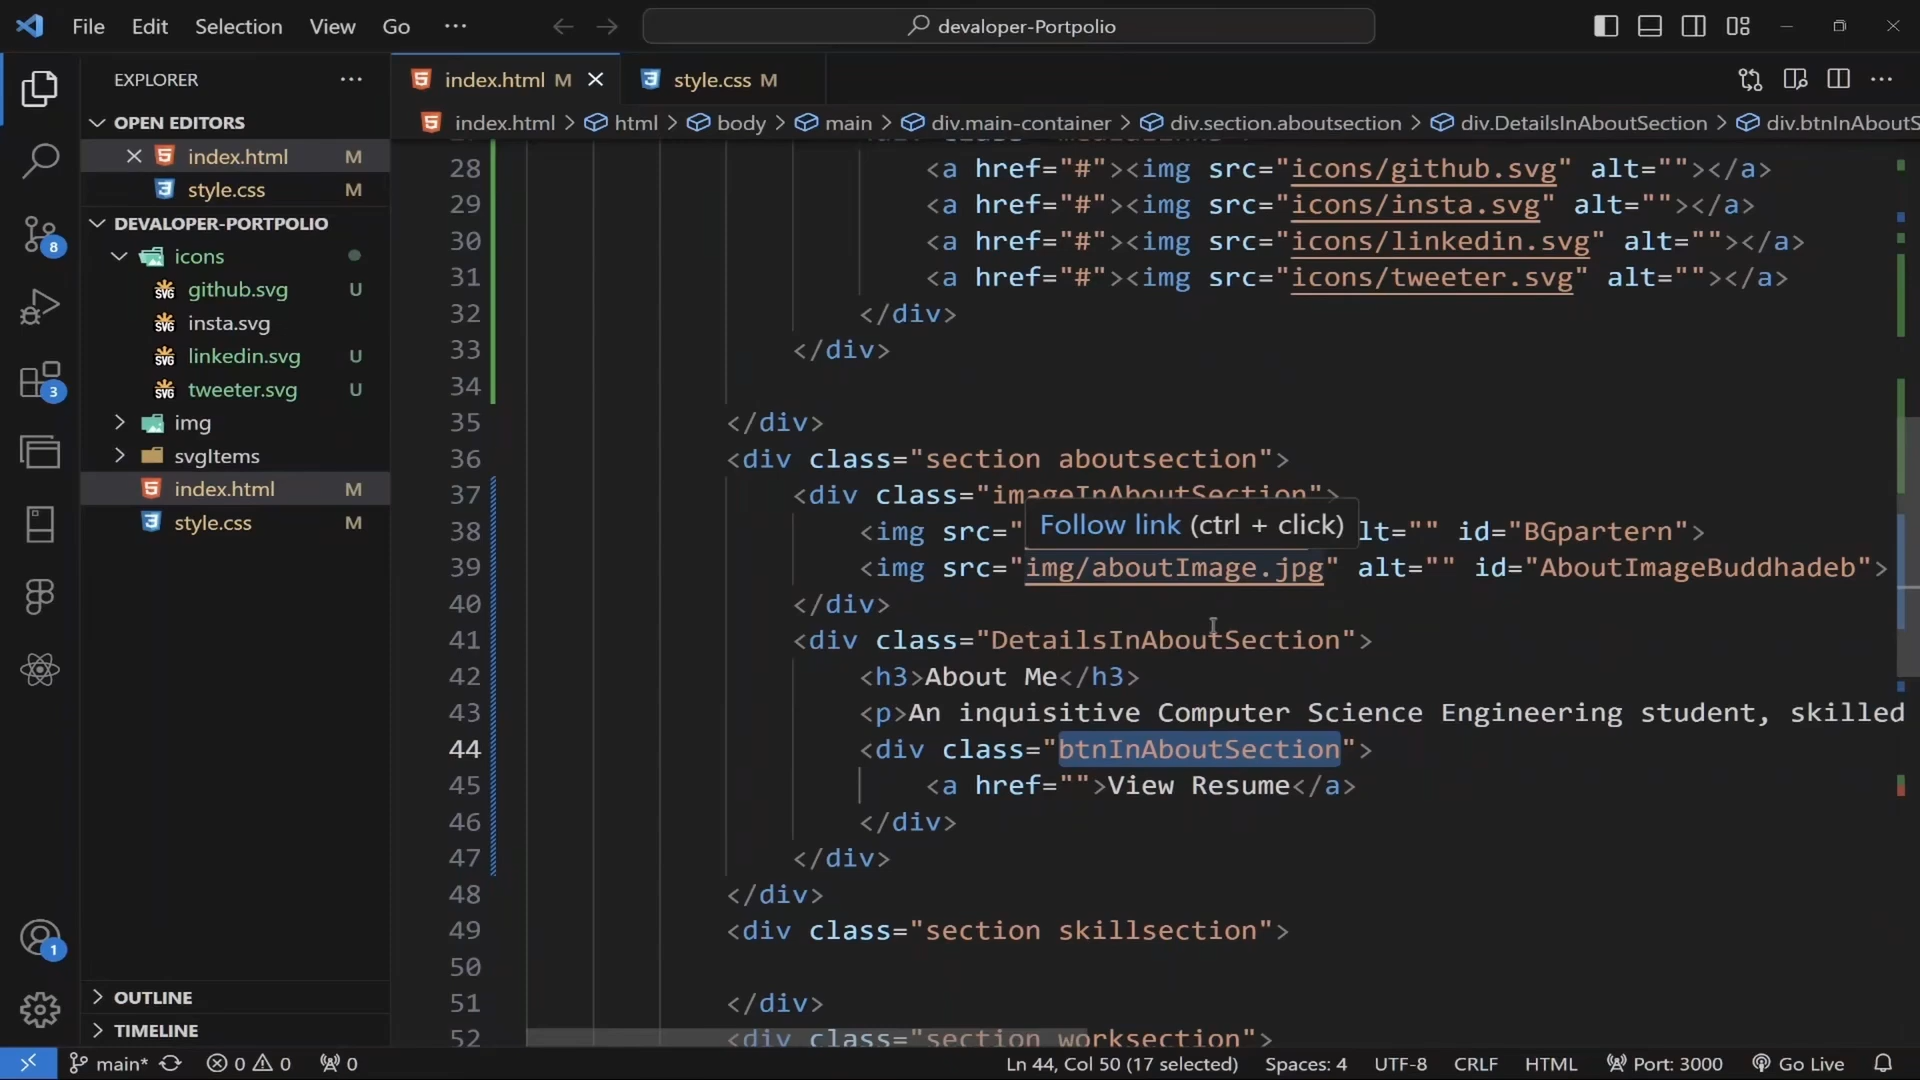 File Edit Selection View Go ··· devaloper-Portpolio
EXPLORER ···
OPEN EDITORS
index.html M
style.css M
DEVALOPER-PORTPOLIO
icons
github.svg U
insta.svg
linkedin.svg U
tweeter.svg U
img
svgItems
index.html M
style.css M
OUTLINE
TIMELINE
8
3
1
index.html M style.css M
index.html > html > body > main > div.main-container > div.section.aboutsection > div.DetailsInAboutSection > div.btnInAboutS
28 <a href="#"><img src="icons/github.svg" alt=""></a>
29 <a href="#"><img src="icons/insta.svg" alt=""></a>
30 <a href="#"><img src="icons/linkedin.svg" alt=""></a>
31 <a href="#"><img src="icons/tweeter.svg" alt=""></a>
32 </div>
33 </div>
34
35 </div>
36 <div class="section aboutsection">
37 <div class="imageInAboutSection">
Follow link (ctrl + click)
38 <img src=" lt="" id="BGpartern">
39 <img src="img/aboutImage.jpg" alt="" id="AboutImageBuddhadeb">
40 </div>
41 <div class="DetailsInAboutSection">
42 <h3>About Me</h3>
43 <p>An inquisitive Computer Science Engineering student, skilled
44 <div class="btnInAboutSection">
45 <a href="">View Resume</a>
46 </div>
47 </div>
48 </div>
49 <div class="section skillsection">
50
51 </div>
52 <div class="section worksection">
main* 0 0 0 Ln 44, Col 50 (17 selected) Spaces: 4 UTF-8 CRLF HTML Port: 3000 Go Live